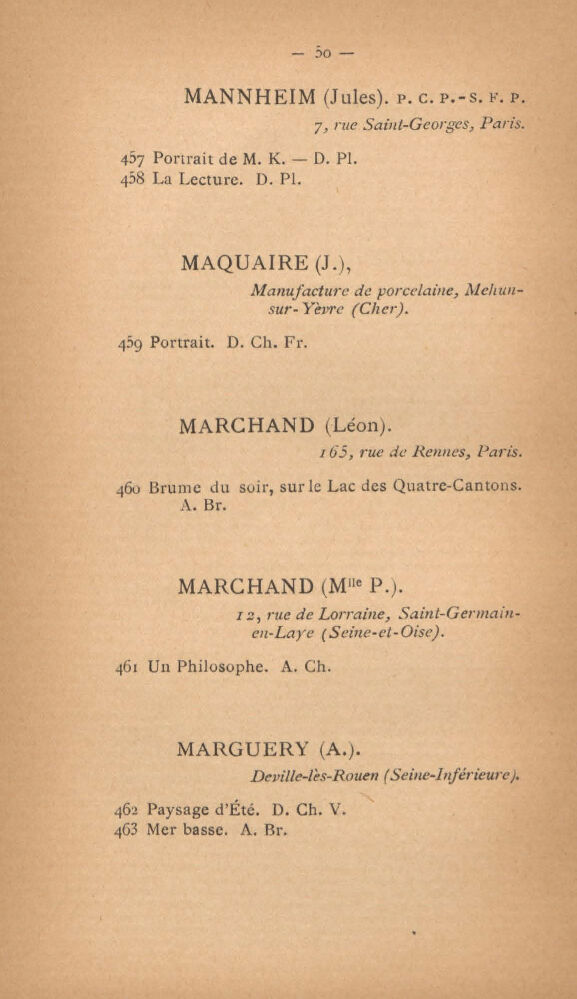 — 50 —
MANNHEIM (Jules). P. C. P.-S. F. P.
7, rue Saint-Georges, Paris.
457 Portrait de M. K. — D. Pl.
458 La Lecture. D. Pl.
MAQUAIRE (J.),
Manufacture de porcelaine, Mehun-
sur-Yèvre (Cher).
459 Portrait. D. Ch. Fr.
MARCHAND (Léon).
165, rue de Rennes, Paris.
460 Brume du soir, sur le Lac des Quatre-Cantons.
A. Br.
MARCHAND (Mlle P.).
12, rue de Lorraine, Saint-Germain-
en-Laye (Seine-et-Oise).
461 Un Philosophe. A. Ch.
MARGUERY (A.).
Deville-lès-Rouen (Seine-Inférieure).
462 Paysage d'Été. D. Ch. V.
463 Mer basse. A. Br.